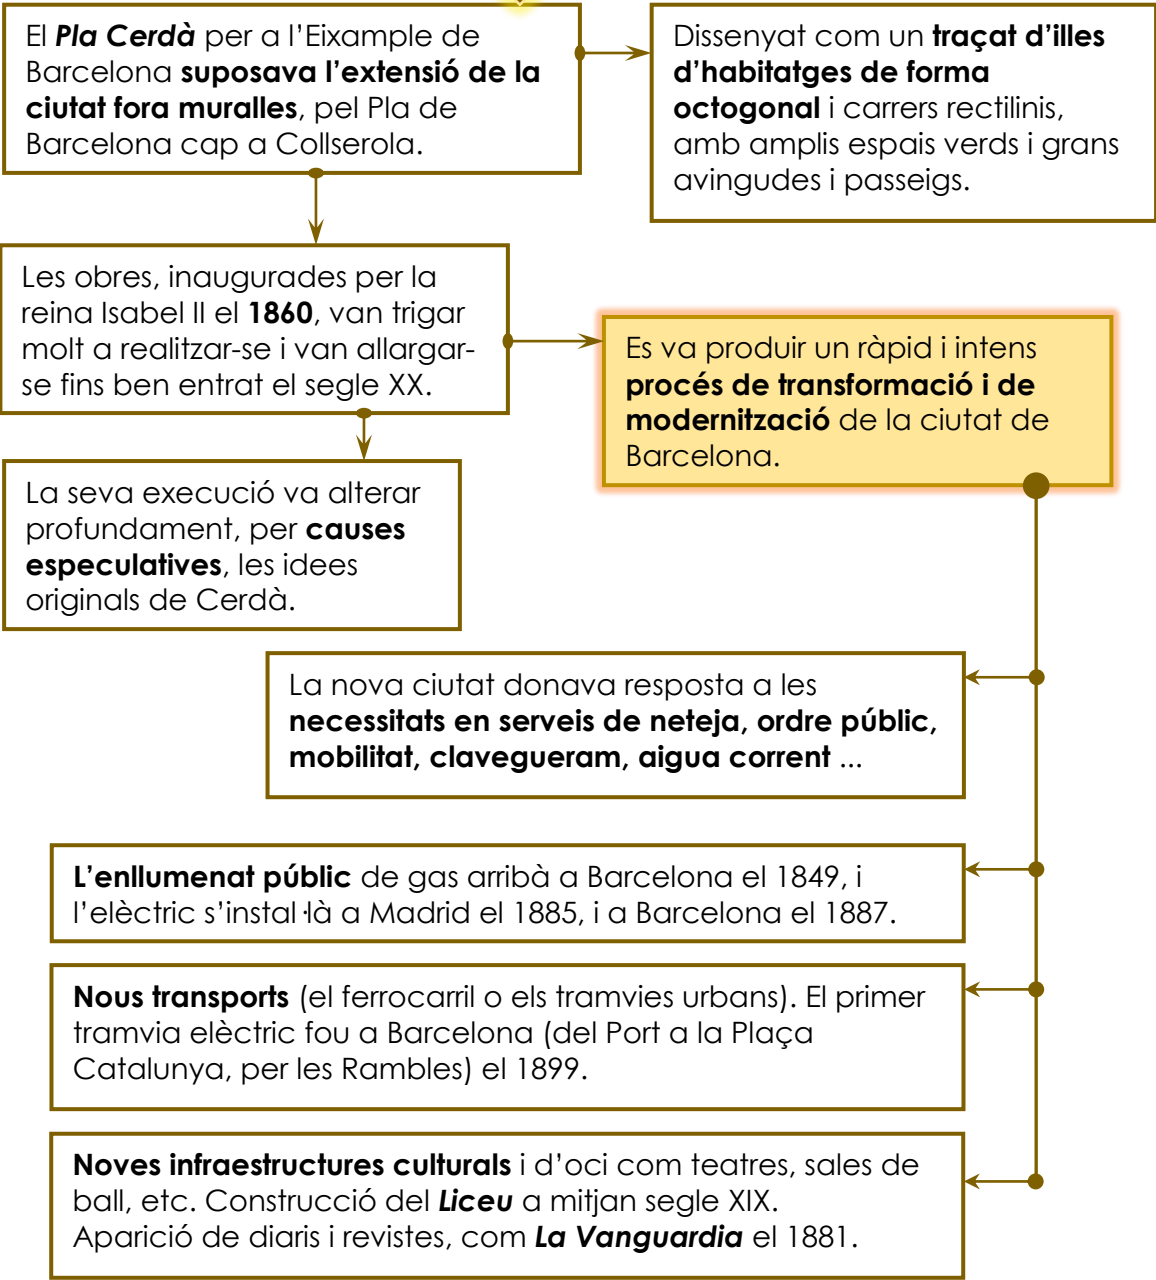 El Pla Cerdà per a l’Eixample de
Barcelona suposava l’extensió de la
ciutat fora muralles, pel Pla de
Barcelona cap a Collserola.
Dissenyat com un traçat d’illes
d’habitatges de forma
octogonal i carrers rectilinis,
amb amplis espais verds i grans
avingudes i passeigs.
Les obres, inaugurades per la
reina Isabel II el 1860, van trigar
molt a realitzar-se i van allargar-
se fins ben entrat el segle XX.
Es va produir un ràpid i intens
procés de transformació i de
modernització de la ciutat de
Barcelona.
La seva execució va alterar
profundament, per causes
especulatives, les idees
originals de Cerdà.
La nova ciutat donava resposta a les
necessitats en serveis de neteja, ordre públic,
mobilitat, clavegueram, aigua corrent ...
L’enllumenat públic de gas arribà a Barcelona el 1849, i
l’elèctric s’instal·là a Madrid el 1885, i a Barcelona el 1887.
Nous transports (el ferrocarril o els tramvies urbans). El primer
tramvia elèctric fou a Barcelona (del Port a la Plaça
Catalunya, per les Rambles) el 1899.
Noves infraestructures culturals i d’oci com teatres, sales de
ball, etc. Construcció del Liceu a mitjan segle XIX.
Aparició de diaris i revistes, com La Vanguardia el 1881.